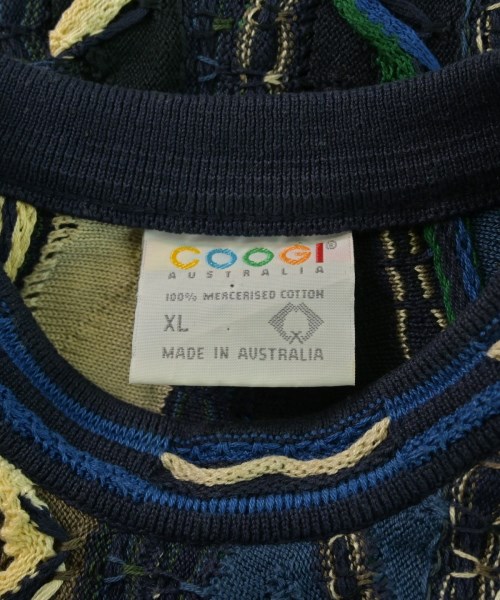 COOGI®
AUSTRALIA
100% MERCERISED COTTON
XL
MADE IN AUSTRALIA